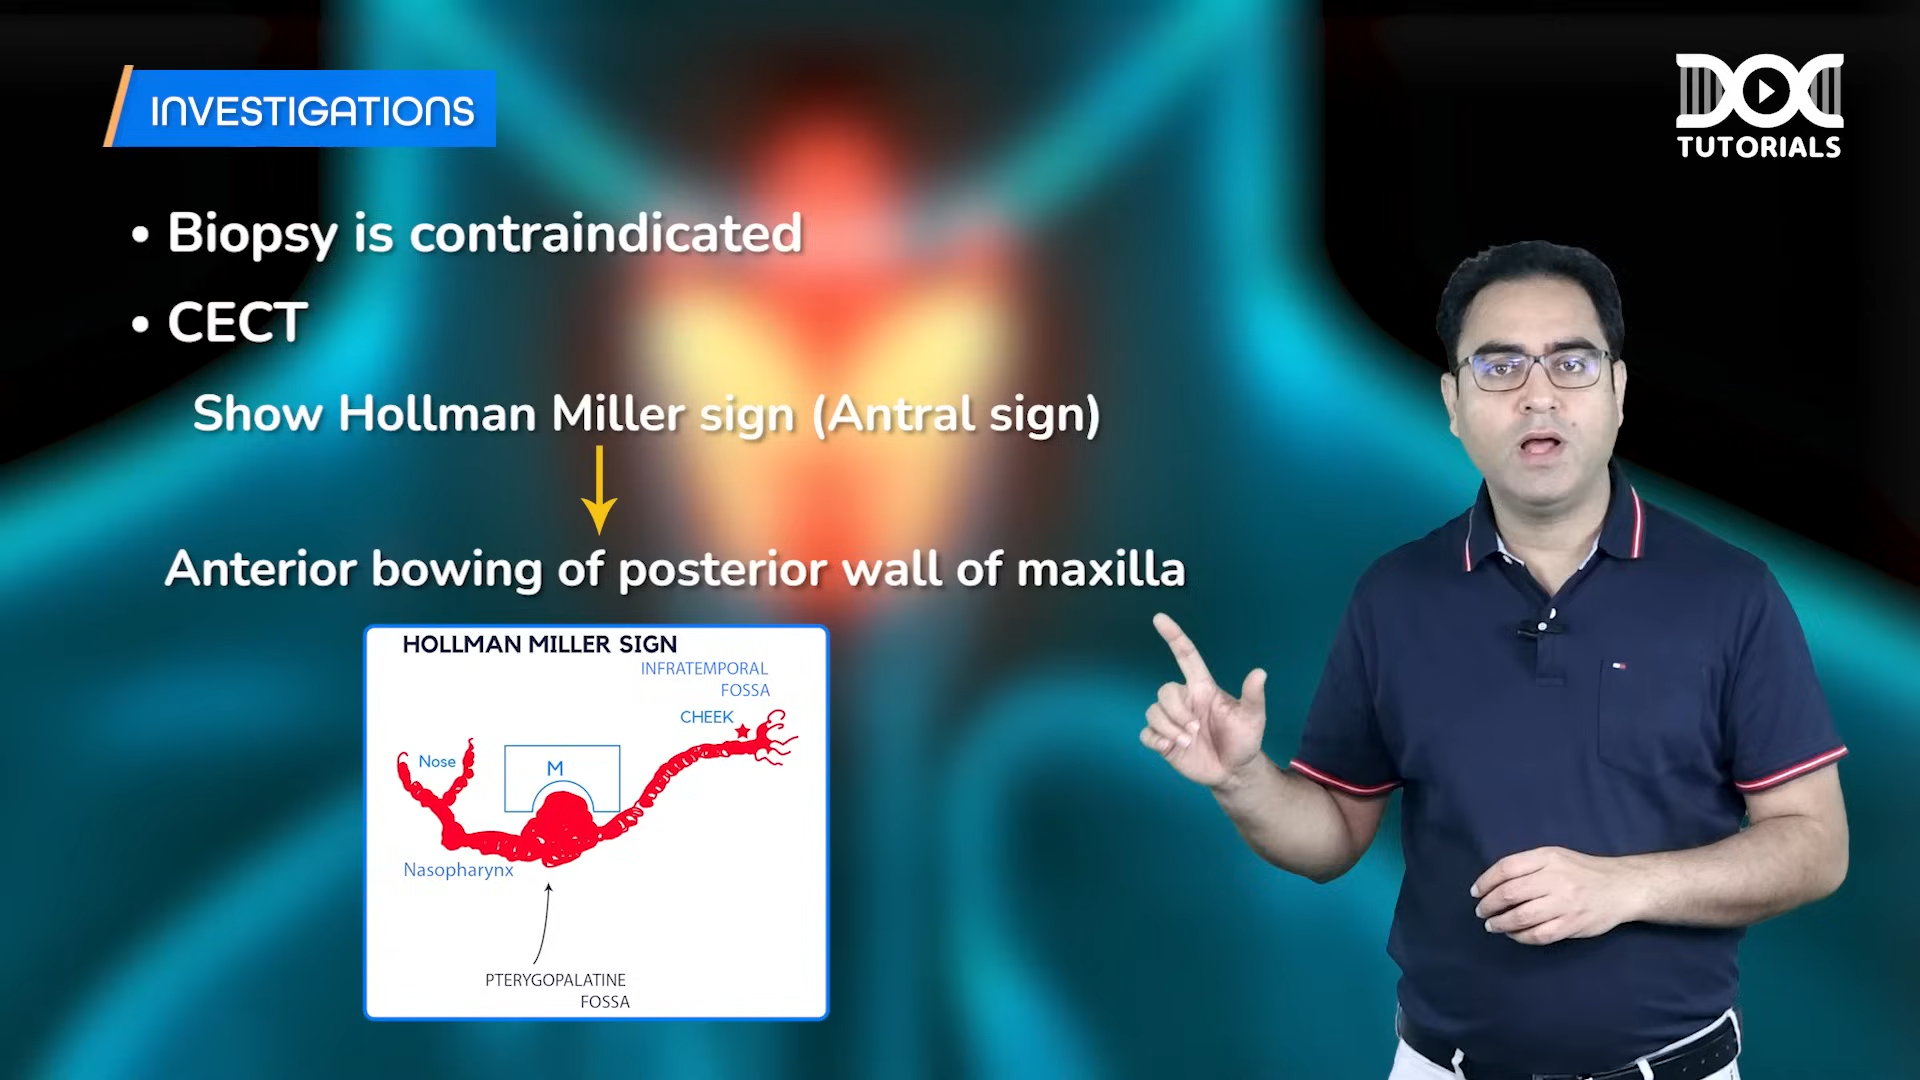 INVESTIGATIONS
DOC
TUTORIALS
• Biopsy is contraindicated
• CECT
Show Hollman Miller sign (Antral sign)
Anterior bowing of posterior wall of maxilla
HOLLMAN MILLER SIGN
INFRATEMPORAL
FOSSA
CHEEK
Nose
M
Nasopharynx
PTERYGOPALATINE
FOSSA